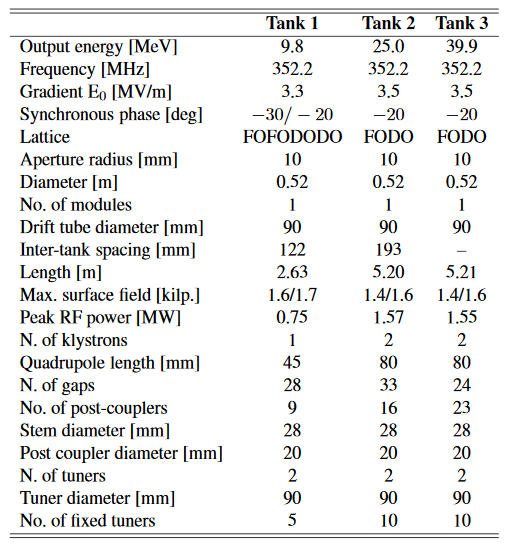 Tank 1 Tank 2 Tank 3
Output energy [MeV] 9.8 25.0 39.9
Frequency [MHz] 352.2 352.2 352.2
Gradient E₀ [MV/m] 3.3 3.5 3.5
Synchronous phase [deg] −30/ − 20 −20 −20
Lattice FOFODODO FODO FODO
Aperture radius [mm] 10 10 10
Diameter [m] 0.52 0.52 0.52
No. of modules 1 1 1
Drift tube diameter [mm] 90 90 90
Inter-tank spacing [mm] 122 193 –
Length [m] 2.63 5.20 5.21
Max. surface field [kilp.] 1.6/1.7 1.4/1.6 1.4/1.6
Peak RF power [MW] 0.75 1.57 1.55
N. of klystrons 1 2 2
Quadrupole length [mm] 45 80 80
N. of gaps 28 33 24
No. of post-couplers 9 16 23
Stem diameter [mm] 28 28 28
Post coupler diameter [mm] 20 20 20
N. of tuners 2 2 2
Tuner diameter [mm] 90 90 90
No. of fixed tuners 5 10 10